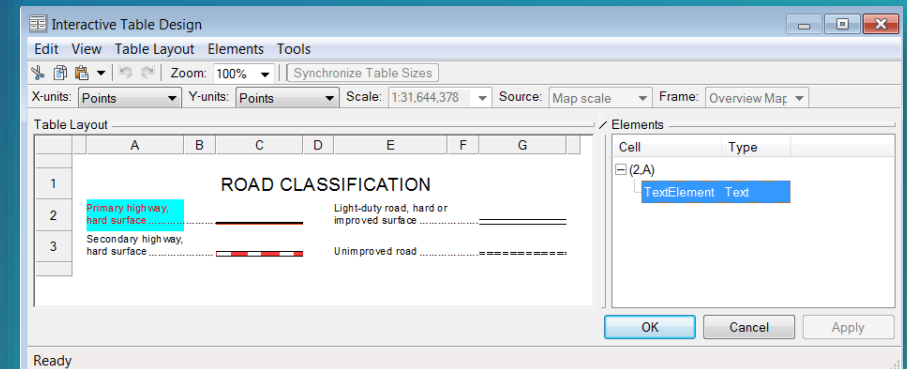 Interactive Table Design
Edit View Table Layout Elements Tools
Zoom: 100% Synchronize Table Sizes
X-units: Points Y-units: Points Scale: 1:31,644,378 Source: Map scale Frame: Overview Map
Table Layout
Elements
A B C D E F G
Cell Type
1 ROAD CLASSIFICATION
(2,A)
TextElement Text
2 Primary highway, hard surface
Light-duty road, hard or improved surface
3 Secondary highway, hard surface
Unimproved road
OK Cancel Apply
Ready